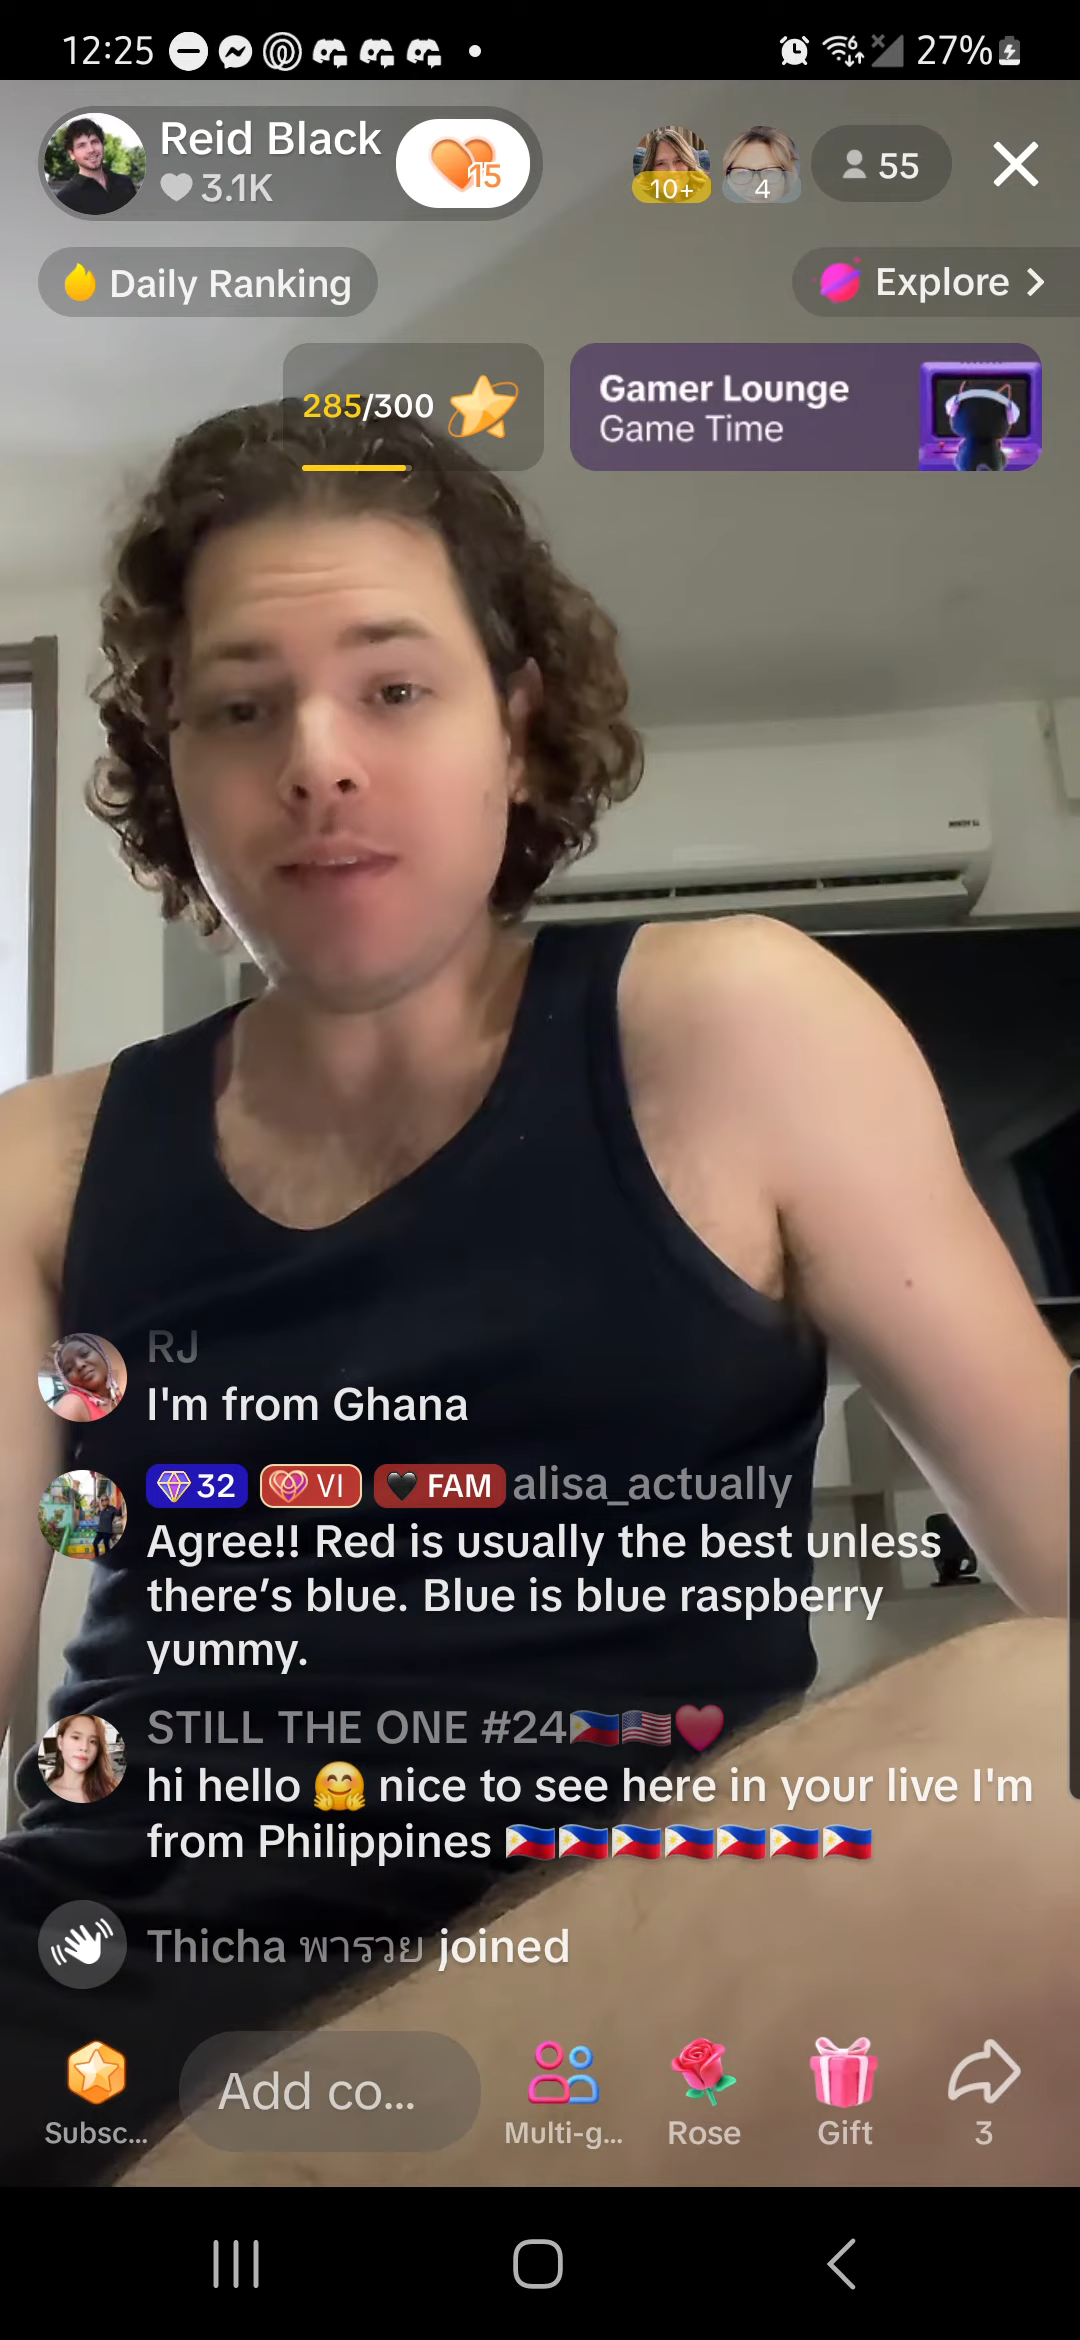 12:25
27%
Reid Black
3.1K
15
10+
4
55
Daily Ranking
Explore
285/300
Gamer Lounge
Game Time
RJ
I'm from Ghana
32 VI 🖤 FAM alisa_actually
Agree!! Red is usually the best unless
there’s blue. Blue is blue raspberry
yummy.
STILL THE ONE #24🇵🇭🇺🇸❤️
hi hello 🤗 nice to see here in your live I'm
from Philippines 🇵🇭🇵🇭🇵🇭🇵🇭🇵🇭🇵🇭🇵🇭
Thicha พารวย joined
Add co...
Subsc...
Multi-g...
Rose
Gift
3